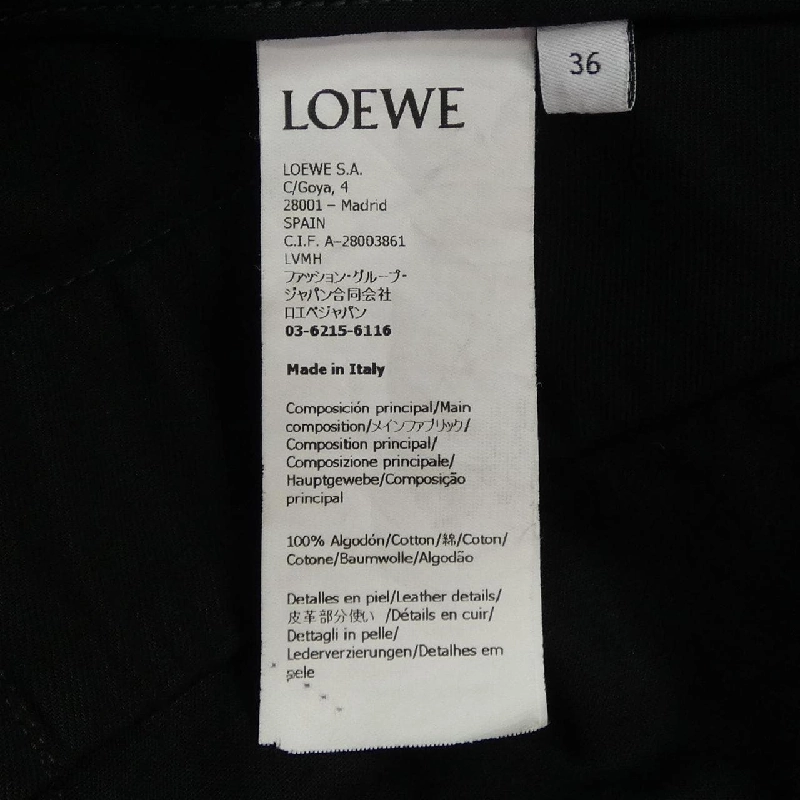 LOEWE
36
LOEWE S.A.
C/Goya, 4
28001 – Madrid
SPAIN
C.I.F. A-28003861
LVMH
ファッション・グループ・
ジャパン合同会社
ロエベジャパン
03-6215-6116
Made in Italy
Composición principal/Main
composition/メインファブリック/
Composition principal/
Composizione principale/
Hauptgewebe/Composição
principal
100% Algodón/Cotton/綿/Coton/
Cotone/Baumwolle/Algodão
Detalles en piel/Leather details/
皮革部分使い /Détails en cuir/
Dettagli in pelle/
Lederverzierungen/Detalhes em
pele